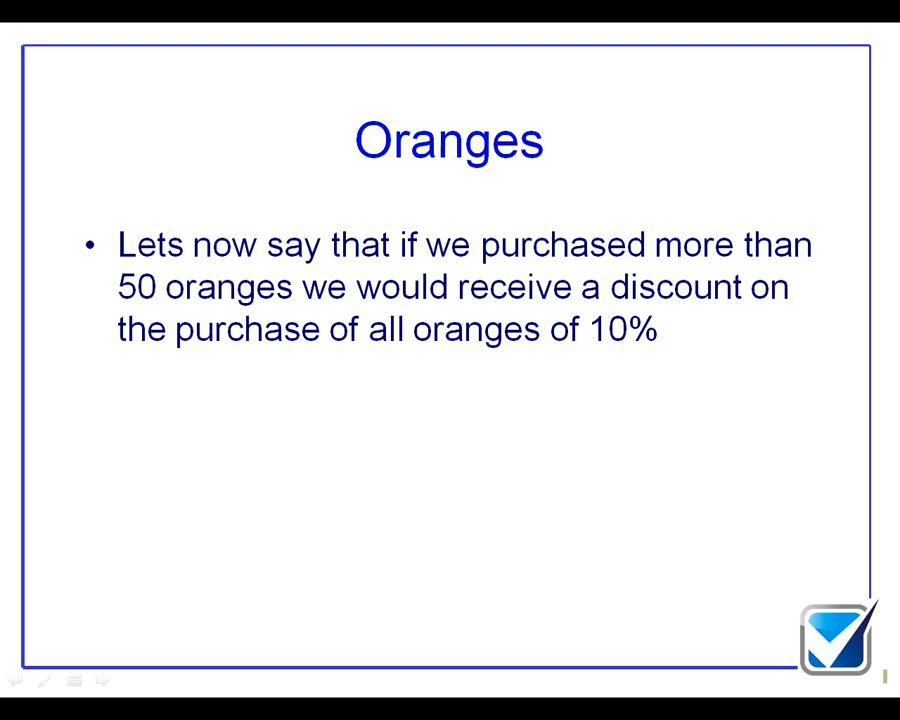 Oranges
• Lets now say that if we purchased more than
50 oranges we would receive a discount on
the purchase of all oranges of 10%